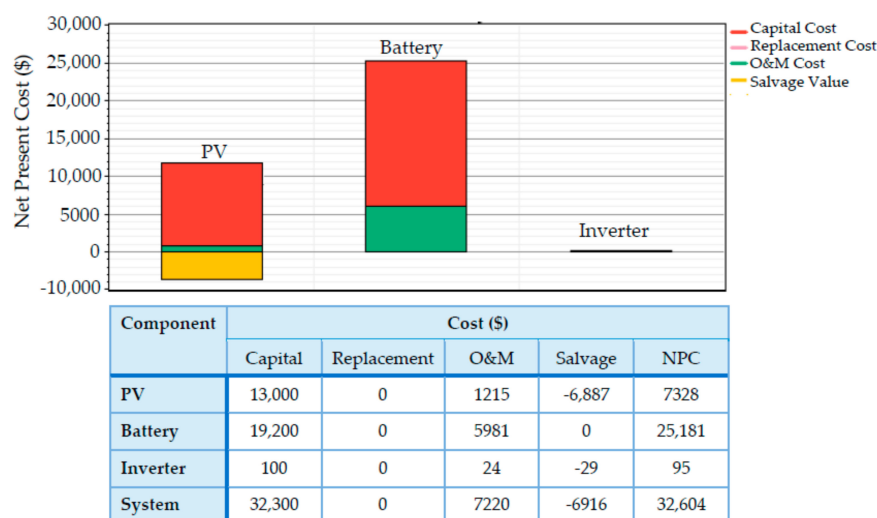 30,000
Capital Cost
Replacement Cost
O&M Cost
Salvage Value
25,000
20,000
15,000
10,000
5000
0
-10,000
Net Present Cost ($)
PV
Battery
Inverter
Component Cost ($)
Capital Replacement O&M Salvage NPC
PV 13,000 0 1215 -6,887 7328
Battery 19,200 0 5981 0 25,181
Inverter 100 0 24 -29 95
System 32,300 0 7220 -6916 32,604